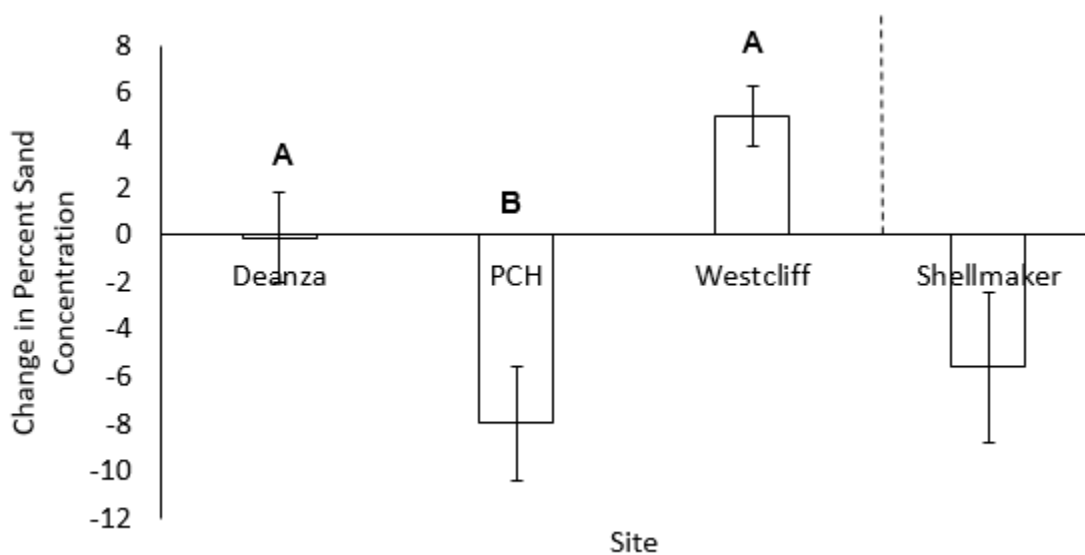 Change in Percent Sand
Concentration
8
6
4
2
0
-2
-4
-6
-8
-10
-12
A
B
A
Deanza
PCH
Westcliff
Shellmaker
Site